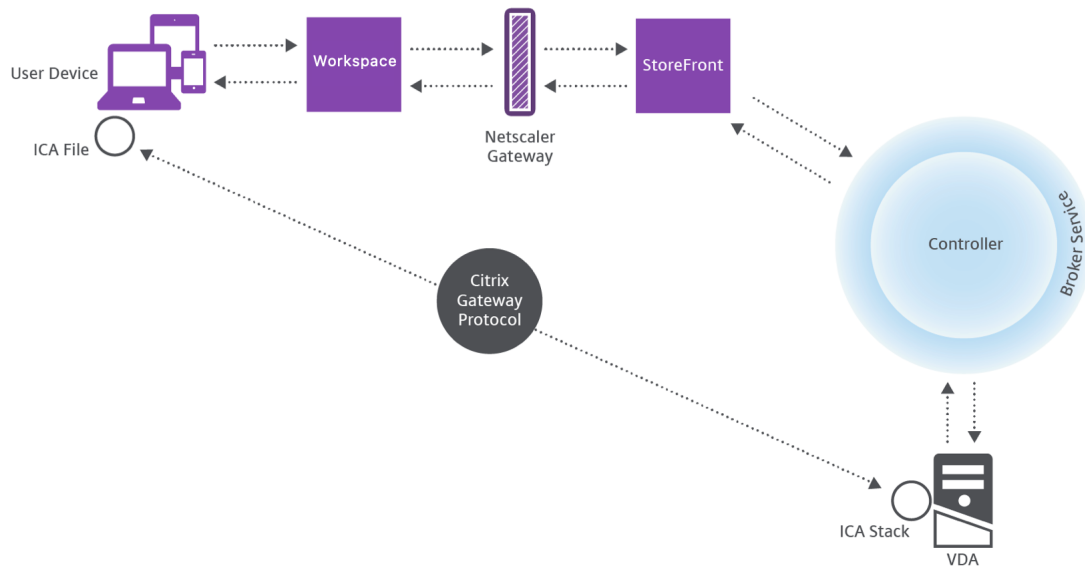 User Device
Workspace
StoreFront
ICA File
Netscaler
Gateway
Controller
Broker Service
Citrix
Gateway
Protocol
ICA Stack
VDA